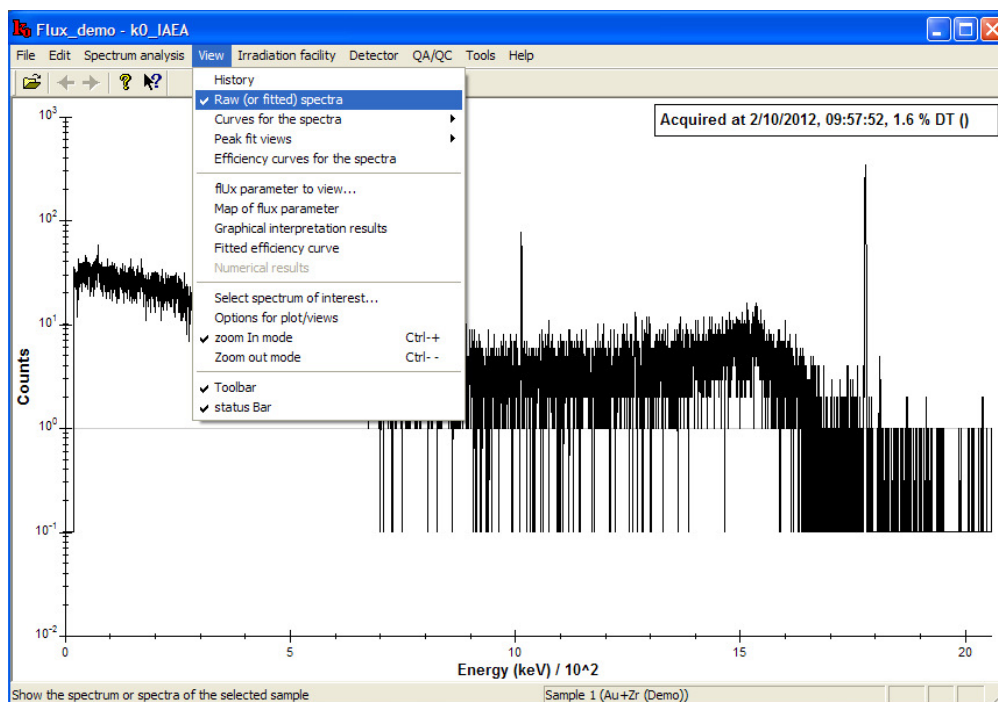 Flux_demo - k0_IAEA
File Edit Spectrum analysis View Irradiation facility Detector QA/QC Tools Help
History
Raw (or fitted) spectra
Curves for the spectra
Peak fit views
Efficiency curves for the spectra
flUx parameter to view...
Map of flux parameter
Graphical interpretation results
Fitted efficiency curve
Numerical results
Select spectrum of interest...
Options for plot/views
zoom In mode Ctrl-+
Zoom out mode Ctrl- -
Toolbar
status Bar
Acquired at 2/10/2012, 09:57:52, 1.6 % DT ()
Counts
10^3
10^2
10^1
10^0
10^-1
10^-2
0 5 10 15 20
Energy (keV) / 10^2
Show the spectrum or spectra of the selected sample
Sample 1 (Au+Zr (Demo))